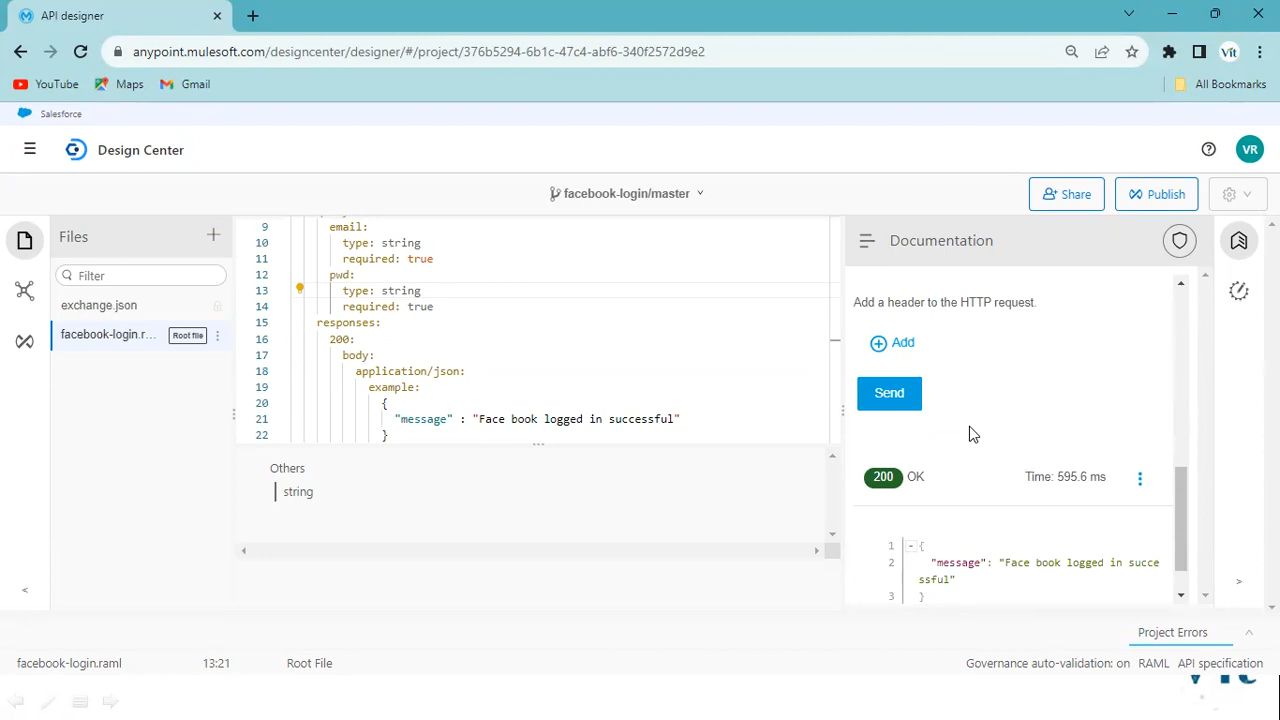 API designer
anypoint.mulesoft.com/designcenter/designer/#/project/376b5294-6b1c-47c4-abf6-340f2572d9e2
Vit
YouTube
Maps
Gmail
All Bookmarks
Salesforce
Design Center
VR
facebook-login/master
Share
Publish
Files
Filter
exchange.json
facebook-login.r...
Root file
9 email:
10 type: string
11 required: true
12 pwd:
13 type: string
14 required: true
15 responses:
16 200:
17 body:
18 application/json:
19 example:
20 {
21 "message" : "Face book logged in successful"
22 }
Others
string
Documentation
Add a header to the HTTP request.
Add
Send
200 OK
Time: 595.6 ms
1 {
2 "message": "Face book logged in succe
ssful"
3 }
Project Errors
facebook-login.raml
13:21
Root File
Governance auto-validation: on
RAML
API specification